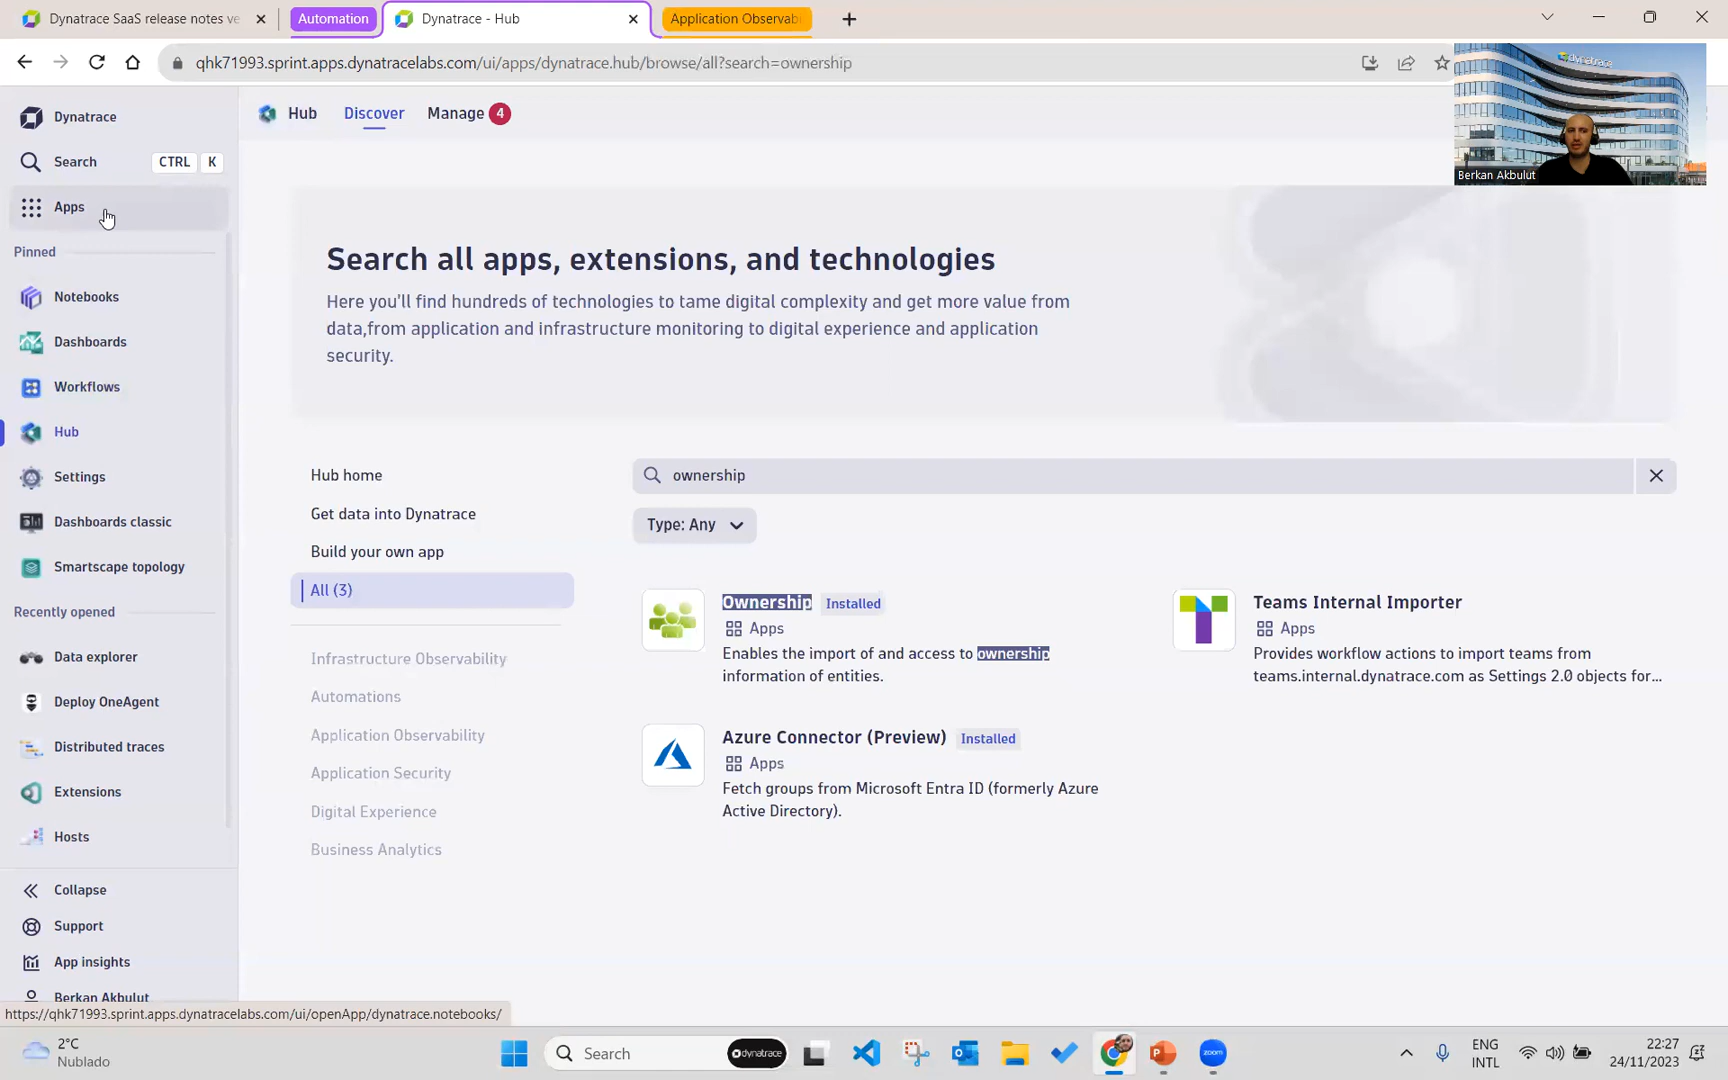 Dynatrace SaaS release notes ve
Automation
Dynatrace - Hub
Application Observab
qhk71993.sprint.apps.dynatracelabs.com/ui/apps/dynatrace.hub/browse/all?search=ownership
Dynatrace
Search CTRL K
Apps
Pinned
Notebooks
Dashboards
Workflows
Hub
Settings
Dashboards classic
Smartscape topology
Recently opened
Data explorer
Deploy OneAgent
Distributed traces
Extensions
Hosts
Collapse
Support
App insights
Berkan Akbulut
https://qhk71993.sprint.apps.dynatracelabs.com/ui/openApp/dynatrace.notebooks/
Hub Discover Manage 4
dynatrace
Berkan Akbulut
Search all apps, extensions, and technologies
Here you'll find hundreds of technologies to tame digital complexity and get more value from
data,from application and infrastructure monitoring to digital experience and application
security.
Hub home
Get data into Dynatrace
Build your own app
All (3)
Infrastructure Observability
Automations
Application Observability
Application Security
Digital Experience
Business Analytics
ownership
Type: Any
Ownership Installed
Apps
Enables the import of and access to ownership
information of entities.
Teams Internal Importer
Apps
Provides workflow actions to import teams from
teams.internal.dynatrace.com as Settings 2.0 objects for...
Azure Connector (Preview) Installed
Apps
Fetch groups from Microsoft Entra ID (formerly Azure
Active Directory).
2°C
Nublado
Search
dynatrace
zoom
ENG
INTL
22:27
24/11/2023